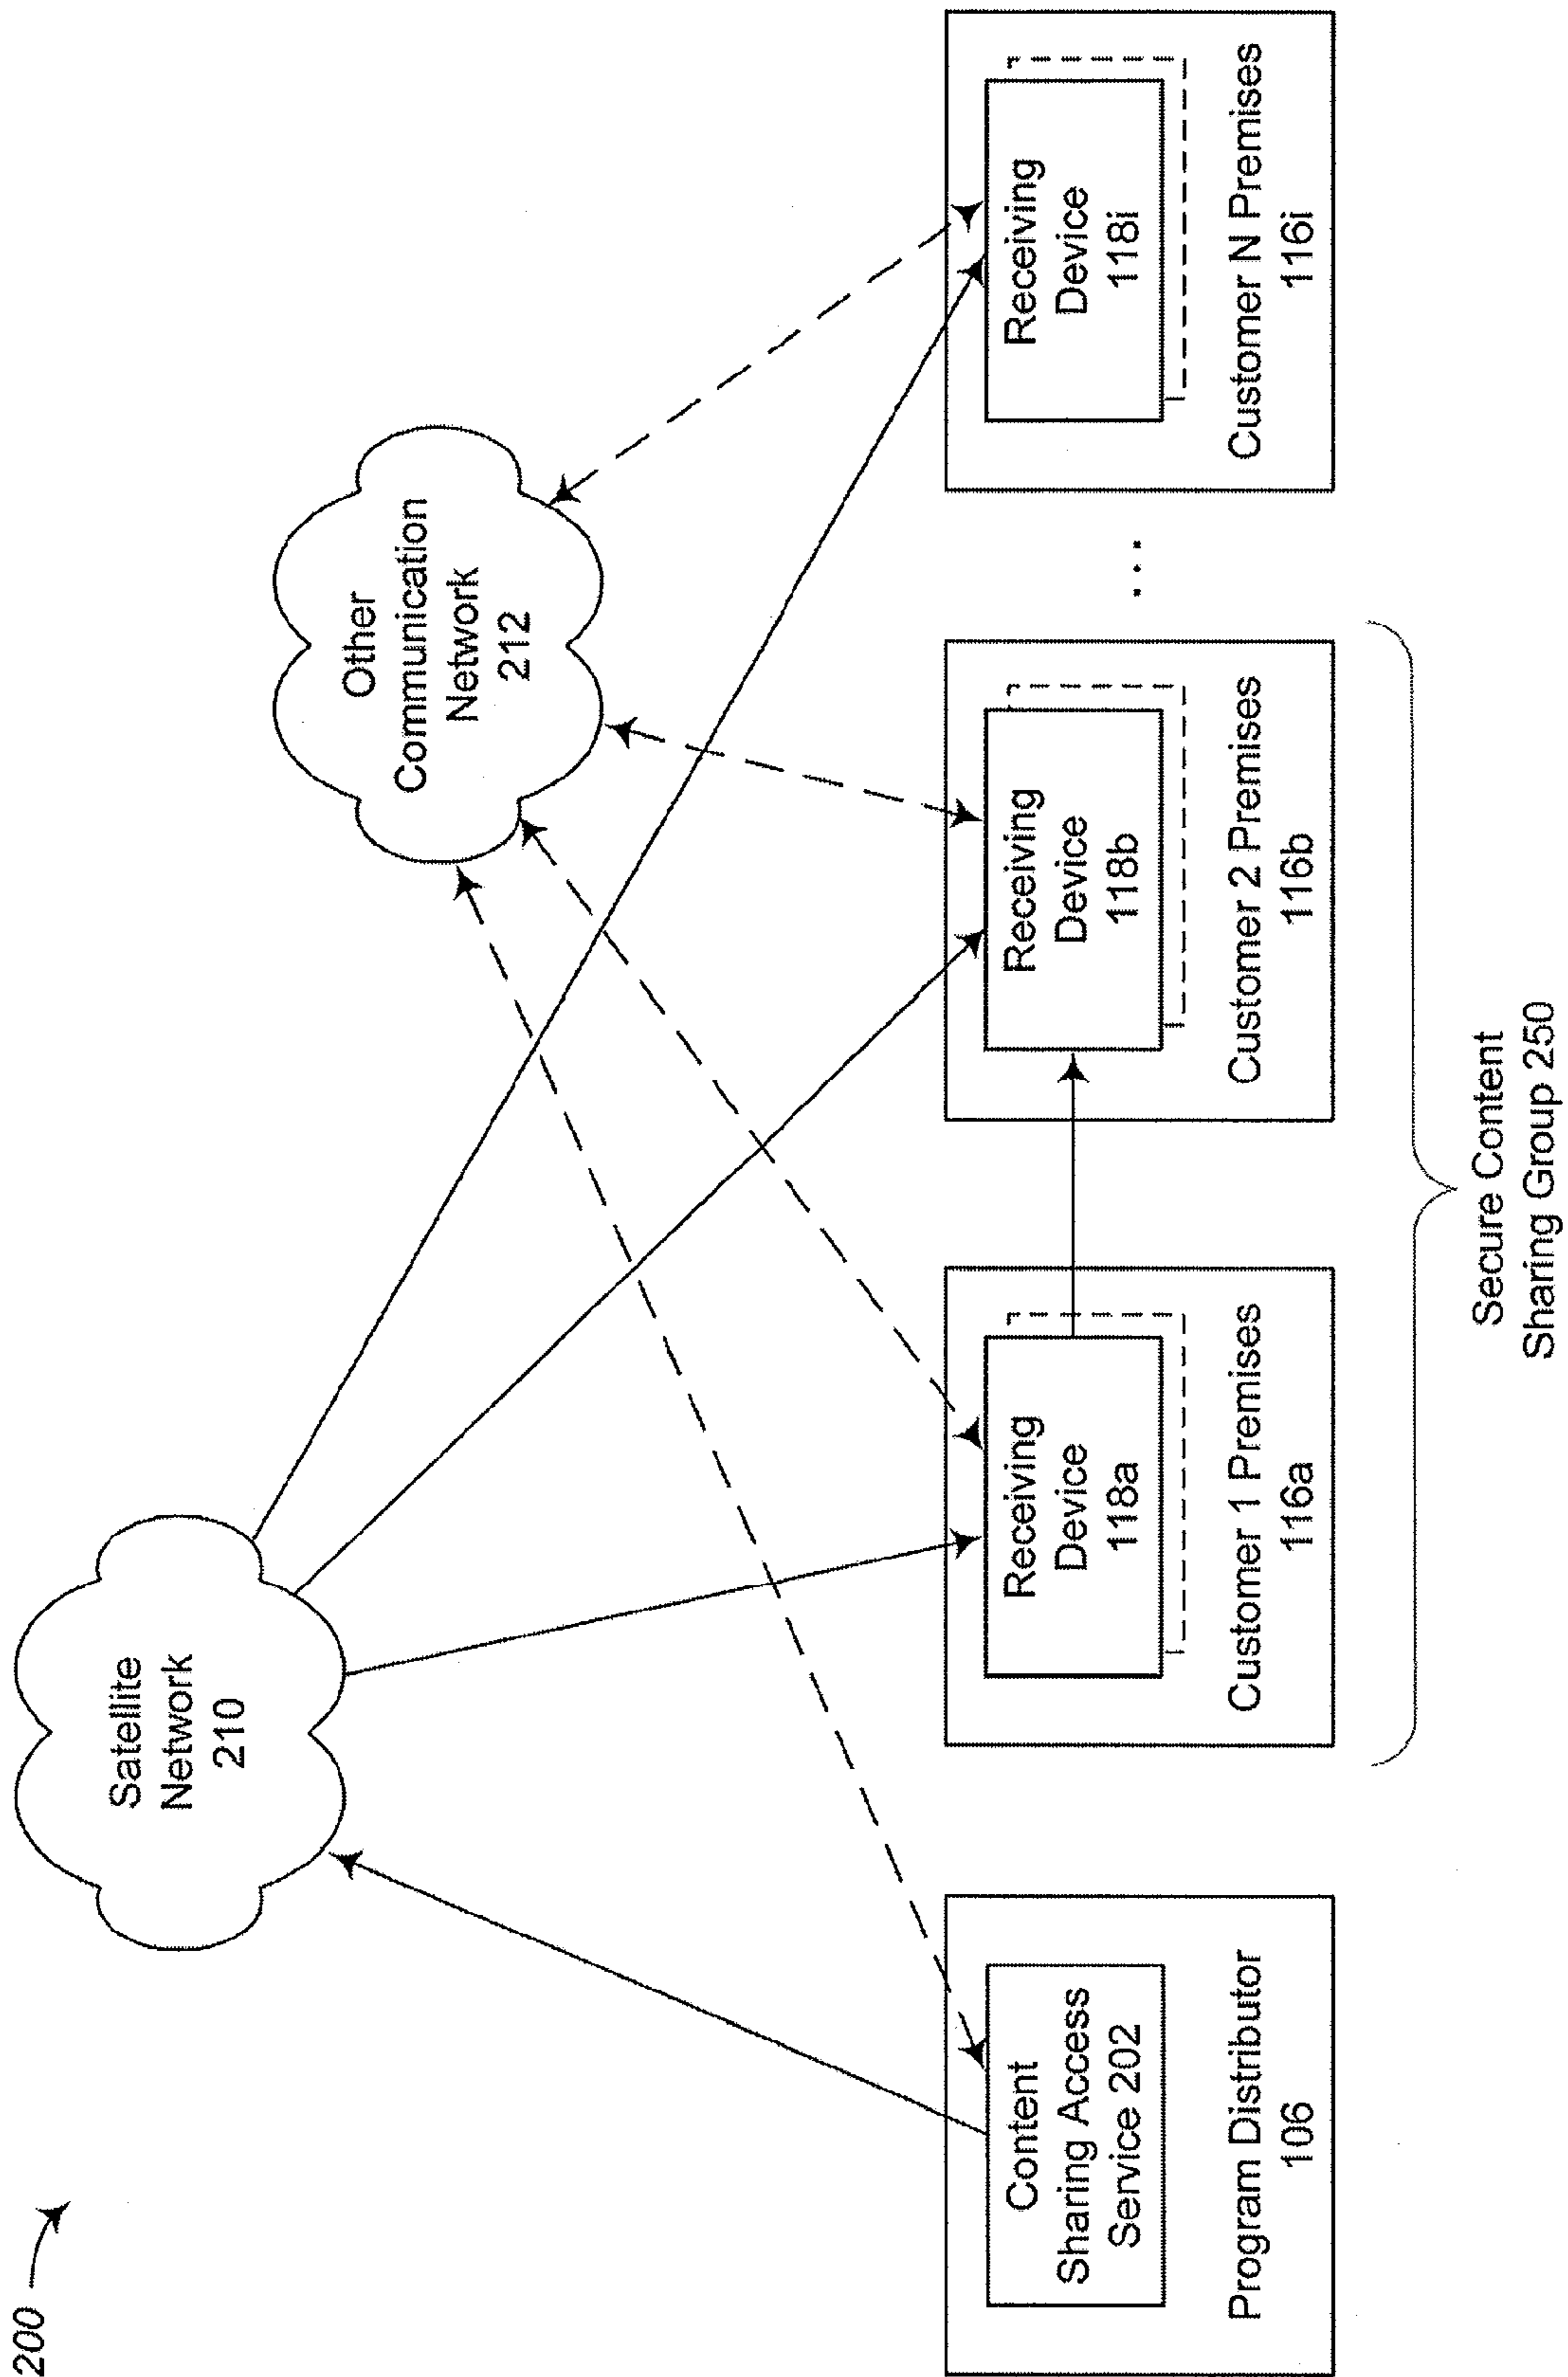 200
Satellite
Network
210
Other
Communication
Network
212
Content
Sharing Access
Service 202
Program Distributor
106
Receiving
Device
118a
Customer 1 Premises
116a
Receiving
Device
118b
Customer 2 Premises
116b
...
Receiving
Device
118i
Customer N Premises
116i
Secure Content
Sharing Group 250